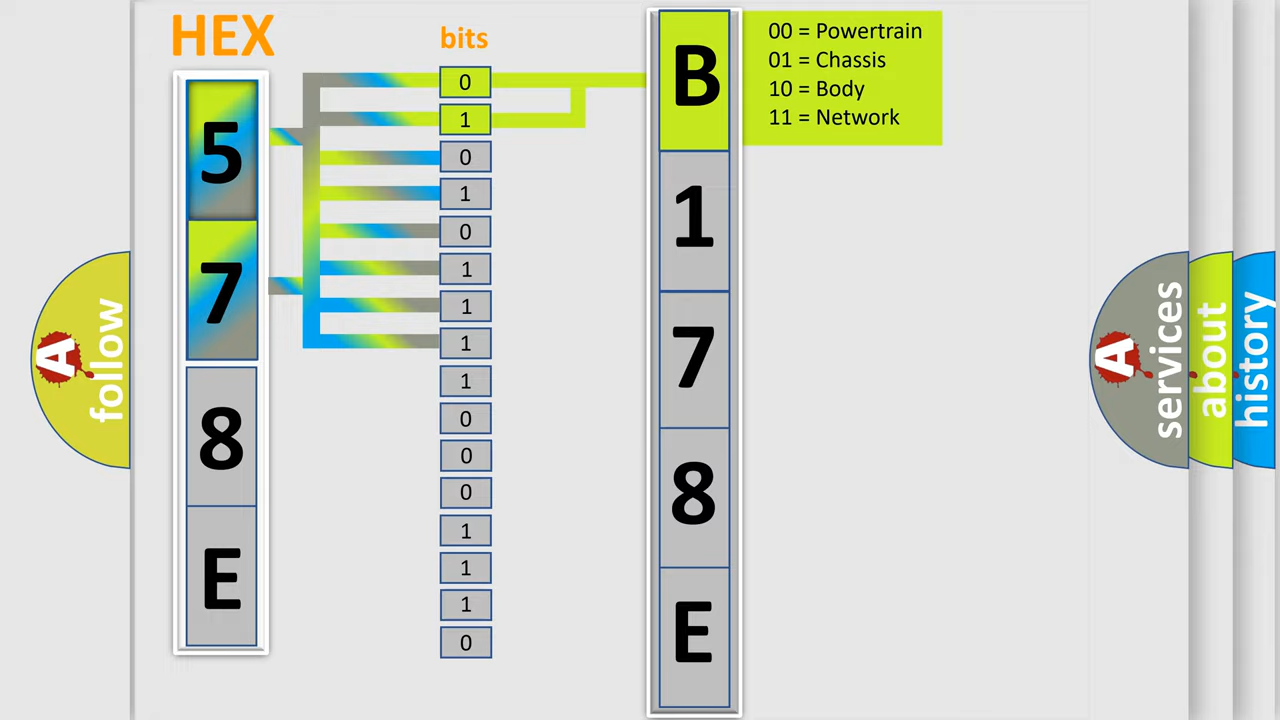 HEX
bits
5
7
8
E
0
1
0
1
0
1
1
1
1
0
0
0
1
1
1
0
B
1
7
8
E
00 = Powertrain
01 = Chassis
10 = Body
11 = Network
A
follow
A
services
about
history